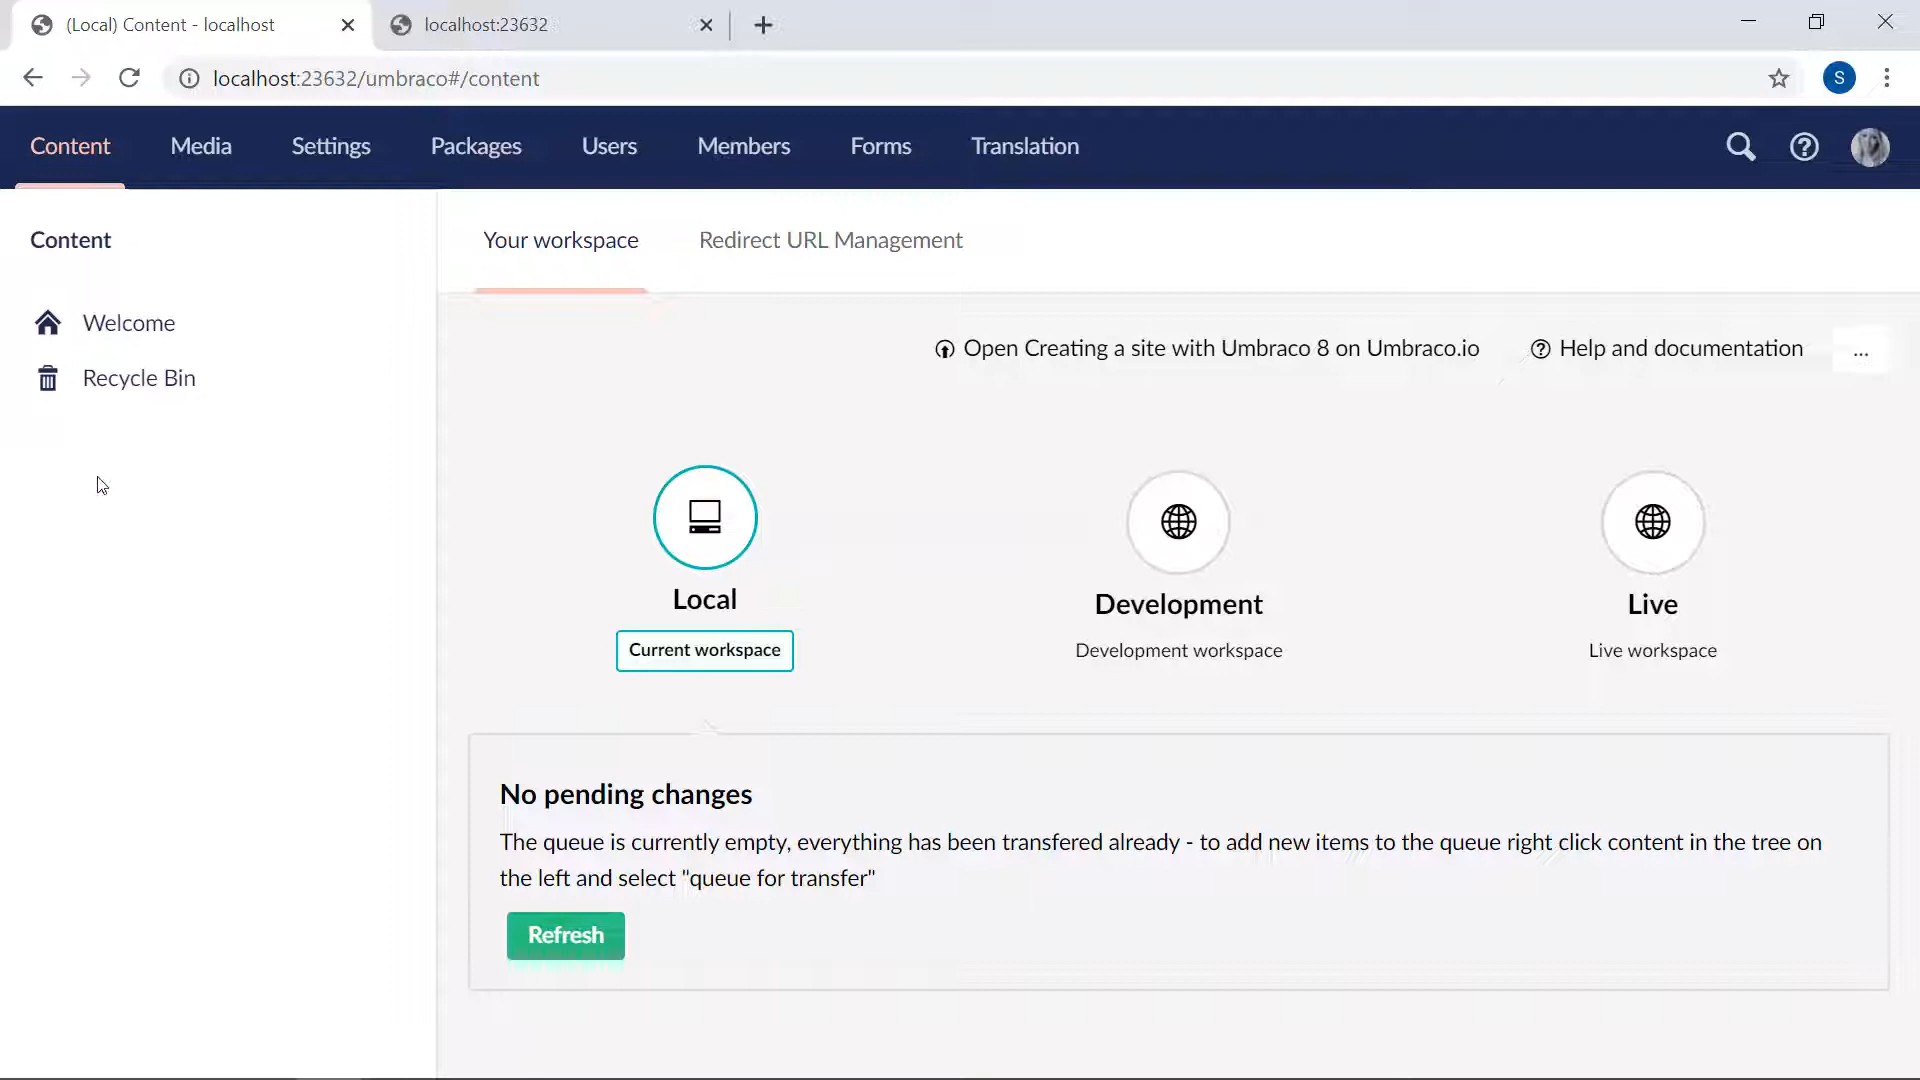 (Local) Content - localhost
localhost:23632
localhost:23632/umbraco#/content
S
Content
Media
Settings
Packages
Users
Members
Forms
Translation
Content
Welcome
Recycle Bin
Your workspace
Redirect URL Management
Open Creating a site with Umbraco 8 on Umbraco.io
Help and documentation
...
Local
Current workspace
Development
Development workspace
Live
Live workspace
No pending changes
The queue is currently empty, everything has been transfered already - to add new items to the queue right click content in the tree on
the left and select "queue for transfer"
Refresh